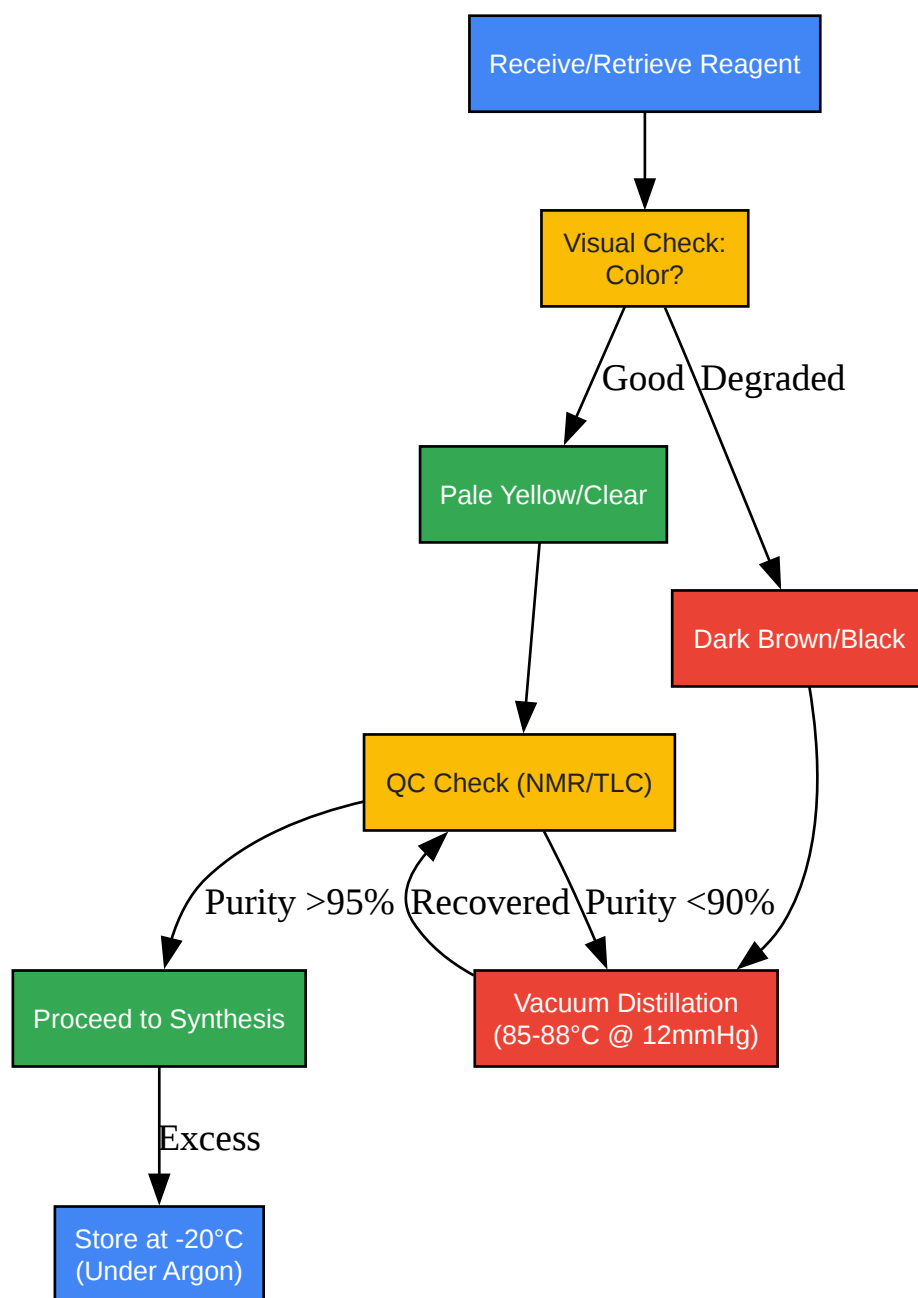 Receive/Retrieve Reagent
Visual Check:
Color?
Good
Degraded
Pale Yellow/Clear
Dark Brown/Black
QC Check (NMR/TLC)
Purity >95%
Recovered
Purity <90%
Proceed to Synthesis
Vacuum Distillation
(85-88°C @ 12mmHg)
Excess
Store at -20°C
(Under Argon)